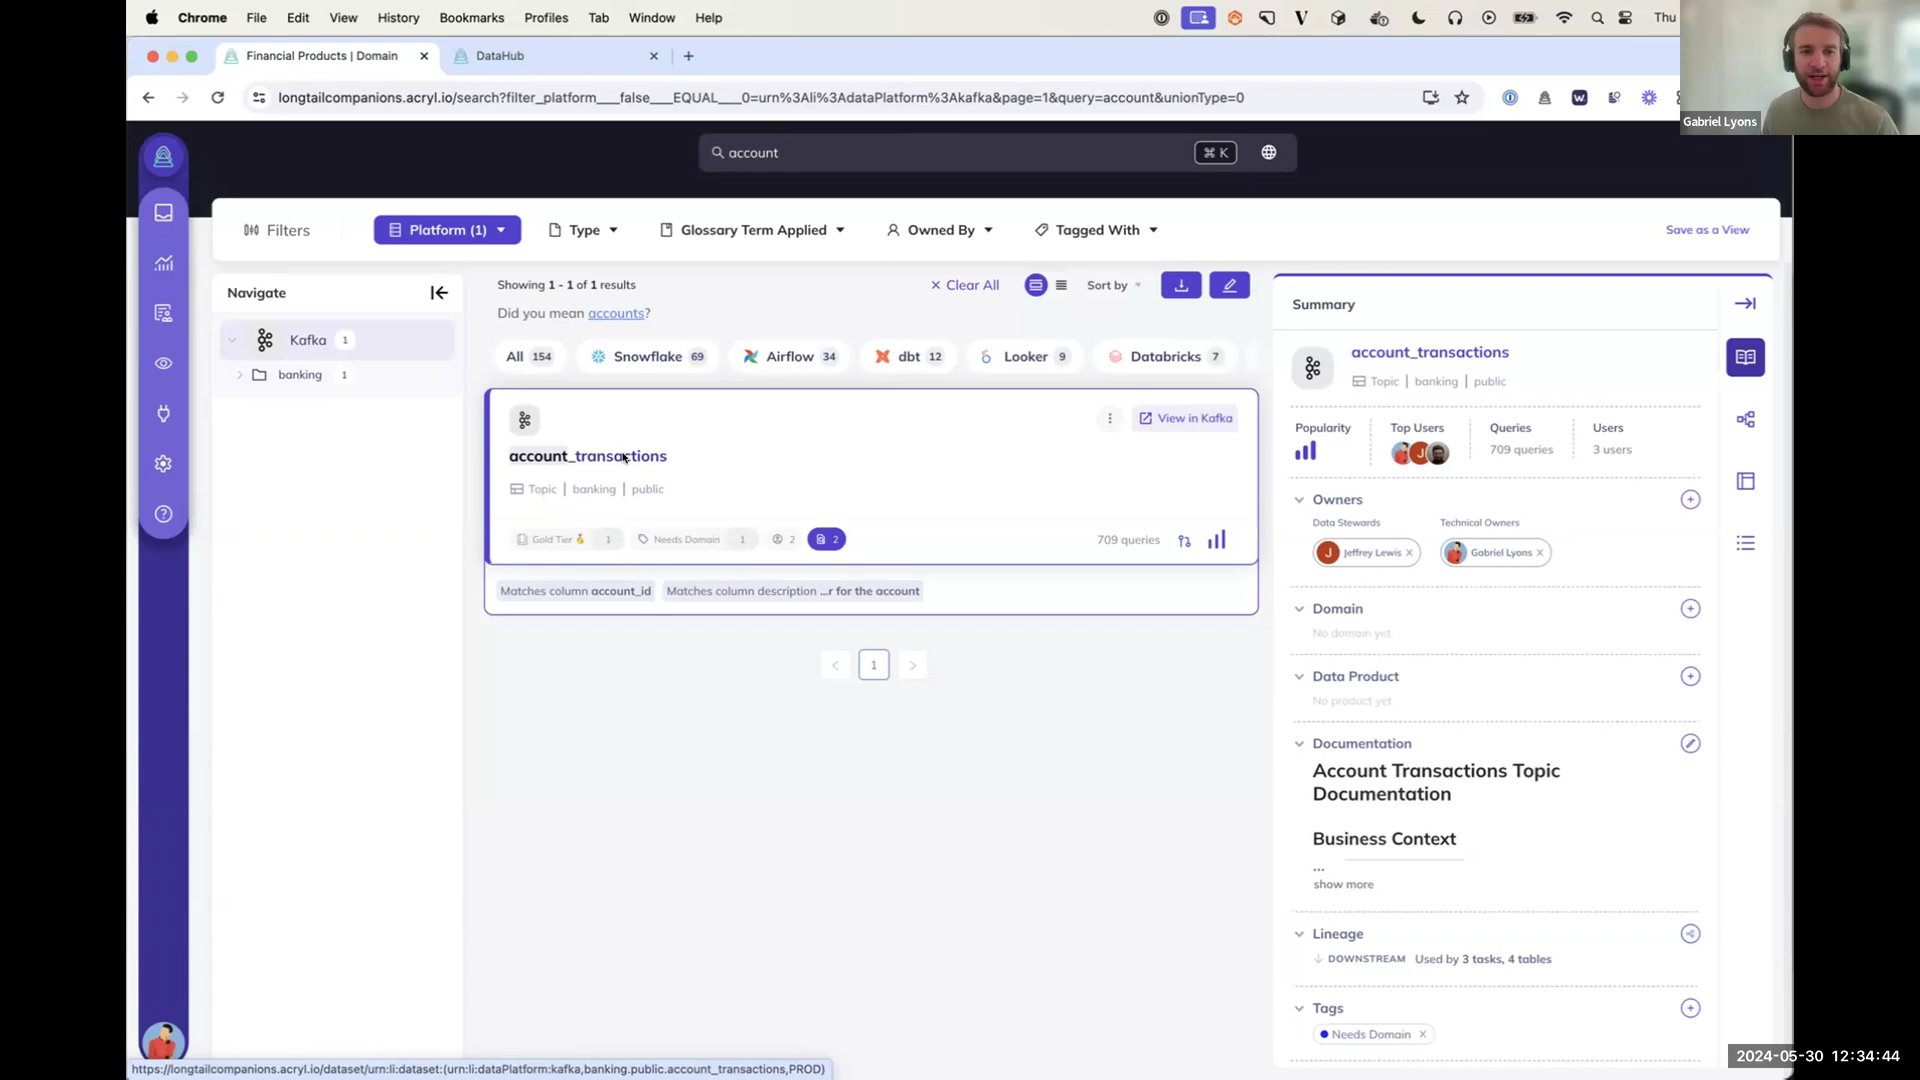 Chrome File Edit View History Bookmarks Profiles Tab Window Help Thu
Financial Products | Domain
DataHub
longtailcompanions.acryl.io/search?filter_platform___false___EQUAL___0=urn%3Ali%3AdataPlatform%3Akafka&page=1&query=account&unionType=0
Gabriel Lyons
account
⌘ K
Filters
Platform (1)
Type
Glossary Term Applied
Owned By
Tagged With
Save as a View
Navigate
Kafka 1
banking 1
Showing 1 - 1 of 1 results
Clear All
Sort by
Did you mean accounts?
All 154
Snowflake 69
Airflow 34
dbt 12
Looker 9
Databricks 7
View in Kafka
account_transactions
Topic | banking | public
Gold Tier 🥇 1
Needs Domain 1
2
2
709 queries
Matches column account_id
Matches column description ...r for the account
1
Summary
account_transactions
Topic | banking | public
Popularity
Top Users
J
Queries
709 queries
Users
3 users
Owners
Data Stewards
J Jeffrey Lewis
Technical Owners
Gabriel Lyons
Domain
No domain yet.
Data Product
No product yet
Documentation
Account Transactions Topic
Documentation
Business Context
...
show more
Lineage
DOWNSTREAM Used by 3 tasks, 4 tables
Tags
Needs Domain
2024-05-30 12:34:44
https://longtailcompanions.acryl.io/dataset/urn:li:dataset:(urn:li:dataPlatform:kafka,banking.public.account_transactions,PROD)